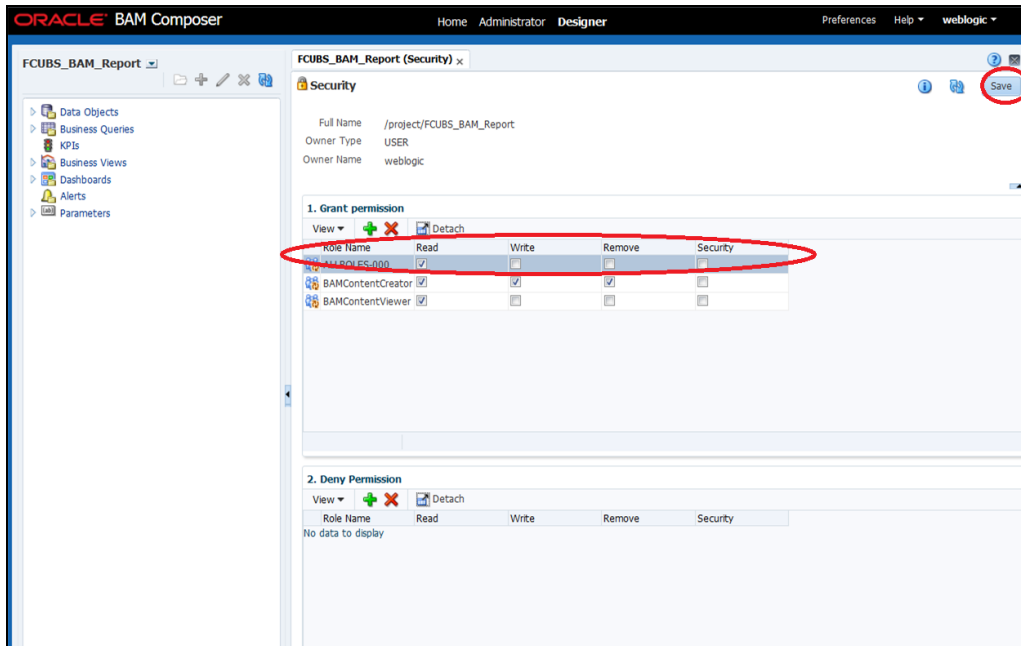 ORACLE BAM Composer Home Administrator Designer Preferences Help weblogic
FCUBS_BAM_Report
Data Objects
Business Queries
KPIs
Business Views
Dashboards
Alerts
Parameters
FCUBS_BAM_Report (Security)
Security Save
Full Name /project/FCUBS_BAM_Report
Owner Type USER
Owner Name weblogic
1. Grant permission
View Detach
Role Name Read Write Remove Security
ALLROLES-000
BAMContentCreator
BAMContentViewer
2. Deny Permission
View Detach
Role Name Read Write Remove Security
No data to display